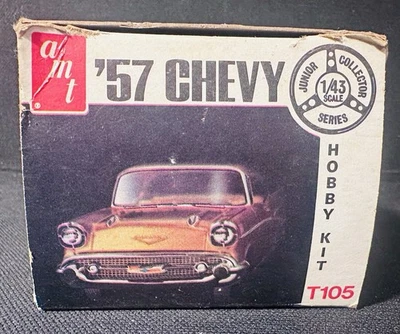 amt
®
'57 CHEVY
JUNIOR COLLECTOR
1/43
SCALE
SERIES
HOBBY KIT
T105